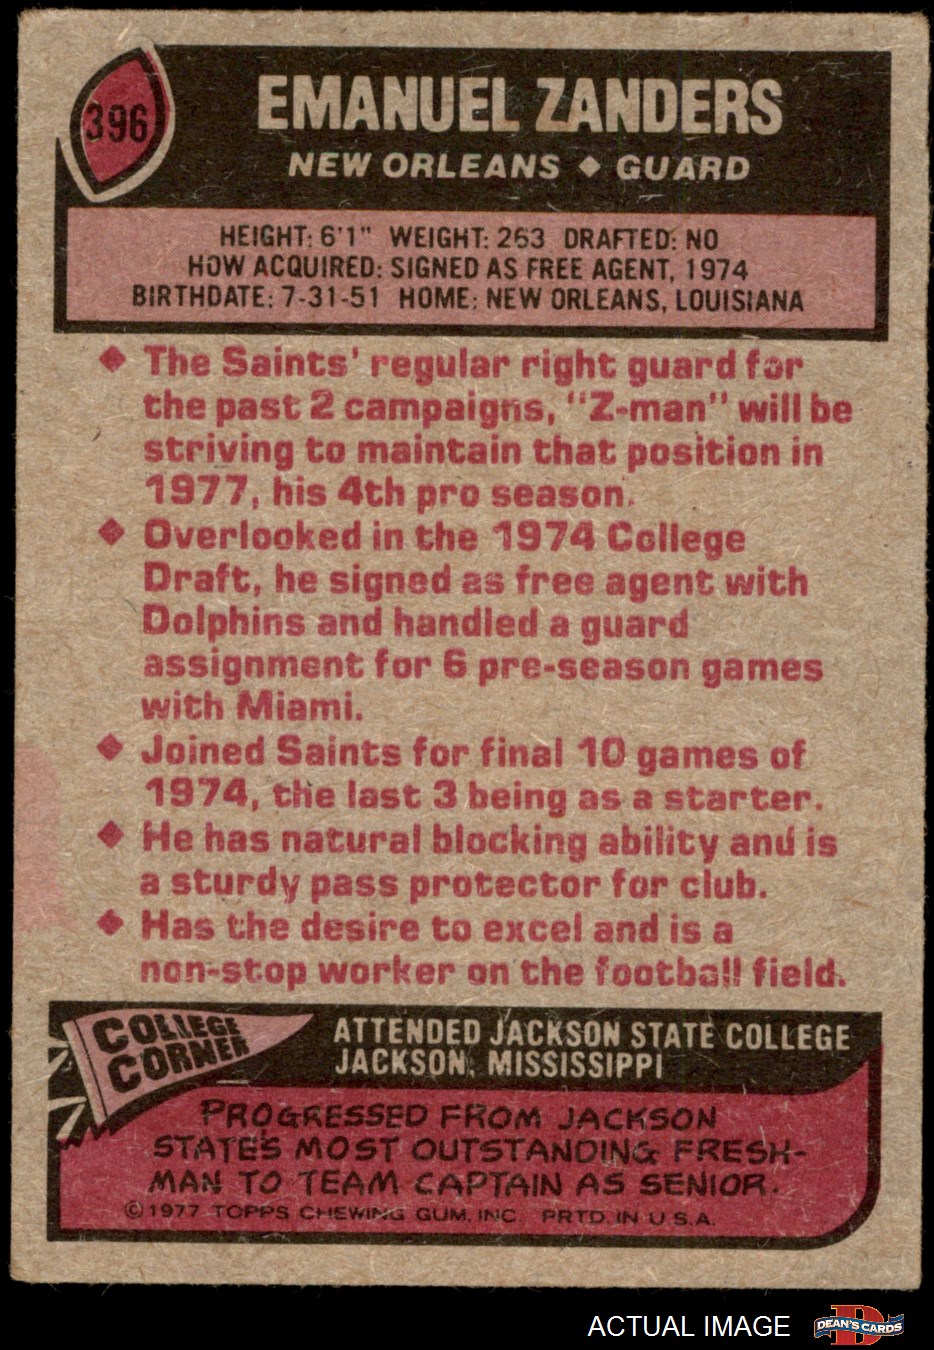 396
EMANUEL ZANDERS
NEW ORLEANS ◆ GUARD
HEIGHT: 6'1" WEIGHT: 263 DRAFTED: NO
HOW ACQUIRED: SIGNED AS FREE AGENT, 1974
BIRTHDATE: 7-31-51 HOME: NEW ORLEANS, LOUISIANA
◆ The Saints' regular right guard for
the past 2 campaigns, "Z-man" will be
striving to maintain that position in
1977, his 4th pro season.
◆ Overlooked in the 1974 College
Draft, he signed as free agent with
Dolphins and handled a guard
assignment for 6 pre-season games
with Miami.
◆ Joined Saints for final 10 games of
1974, the last 3 being as a starter.
◆ He has natural blocking ability and is
a sturdy pass protector for club.
◆ Has the desire to excel and is a
non-stop worker on the football field.
COLLEGE
CORNER
ATTENDED JACKSON STATE COLLEGE
JACKSON, MISSISSIPPI
PROGRESSED FROM JACKSON
STATE'S MOST OUTSTANDING FRESH-
MAN TO TEAM CAPTAIN AS SENIOR.
©1977 TOPPS CHEWING GUM, INC. PRTD. IN U.S.A.
ACTUAL IMAGE
D
DEAN'S CARDS